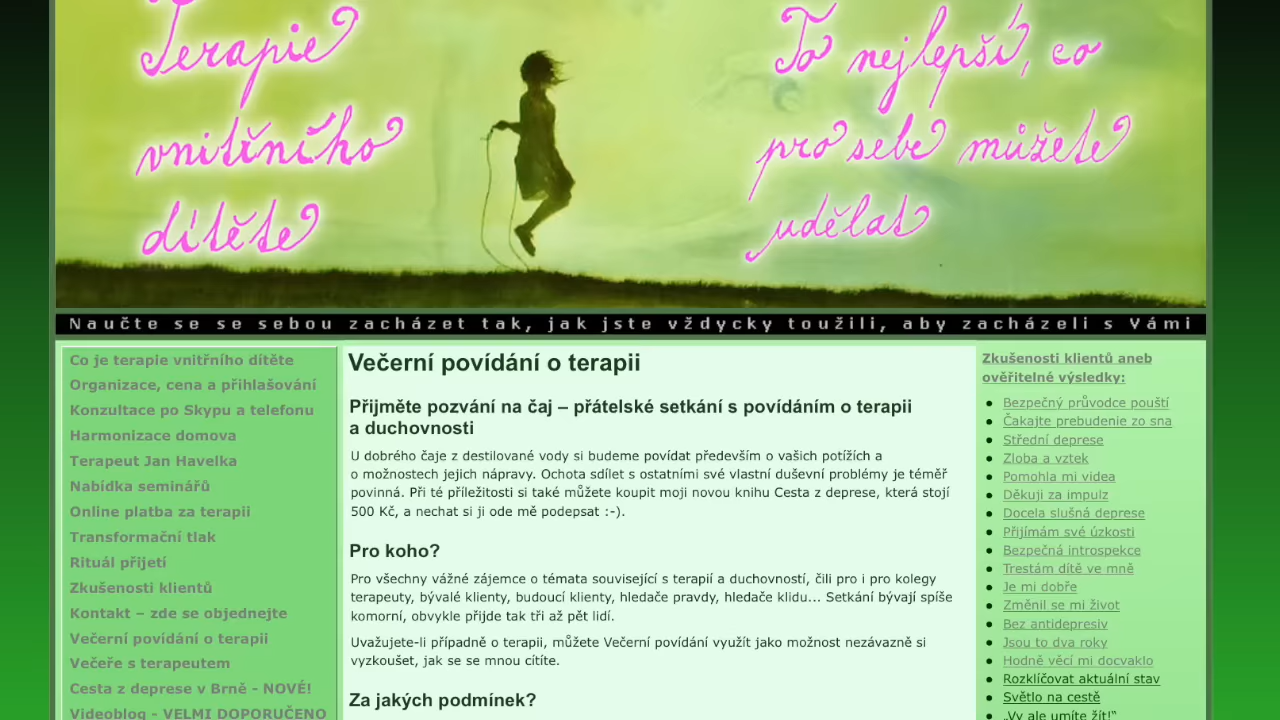 Terapie
vnitřního
dítěte
To nejlepší, co
pro sebe můžete
udělat
Naučte se se sebou zacházet tak, jak jste vždycky toužili, aby zacházeli s Vámi
Co je terapie vnitřního dítěte
Organizace, cena a přihlašování
Konzultace po Skypu a telefonu
Harmonizace domova
Terapeut Jan Havelka
Nabídka seminářů
Online platba za terapii
Transformační tlak
Rituál přijetí
Zkušenosti klientů
Kontakt – zde se objednejte
Večerní povídání o terapii
Večeře s terapeutem
Cesta z deprese v Brně - NOVÉ!
Videoblog - VELMI DOPORUČENO
Večerní povídání o terapii
Přijměte pozvání na čaj – přátelské setkání s povídáním o terapii
a duchovnosti
U dobrého čaje z destilované vody si budeme povídat především o vašich potížích a
o možnostech jejich nápravy. Ochota sdílet s ostatními své vlastní duševní problémy je téměř
povinná. Při té příležitosti si také můžete koupit moji novou knihu Cesta z deprese, která stojí
500 Kč, a nechat si ji ode mě podepsat :-).
Pro koho?
Pro všechny vážné zájemce o témata související s terapií a duchovností, čili pro i pro kolegy
terapeuty, bývalé klienty, budoucí klienty, hledače pravdy, hledače klidu... Setkání bývají spíše
komorní, obvykle přijde tak tři až pět lidí.
Uvažujete-li případně o terapii, můžete Večerní povídání využít jako možnost nezávazně si
vyzkoušet, jak se se mnou cítíte.
Za jakých podmínek?
Zkušenosti klientů aneb
ověřitelné výsledky:
Bezpečný průvodce pouští
Čakajte prebudenie zo sna
Střední deprese
Zloba a vztek
Pomohla mi videa
Děkuji za impulz
Docela slušná deprese
Přijímám své úzkosti
Bezpečná introspekce
Trestám dítě ve mně
Je mi dobře
Změnil se mi život
Bez antidepresiv
Jsou to dva roky
Hodně věcí mi docvaklo
Rozklíčovat aktuální stav
Světlo na cestě
„Vy ale umíte žít!“